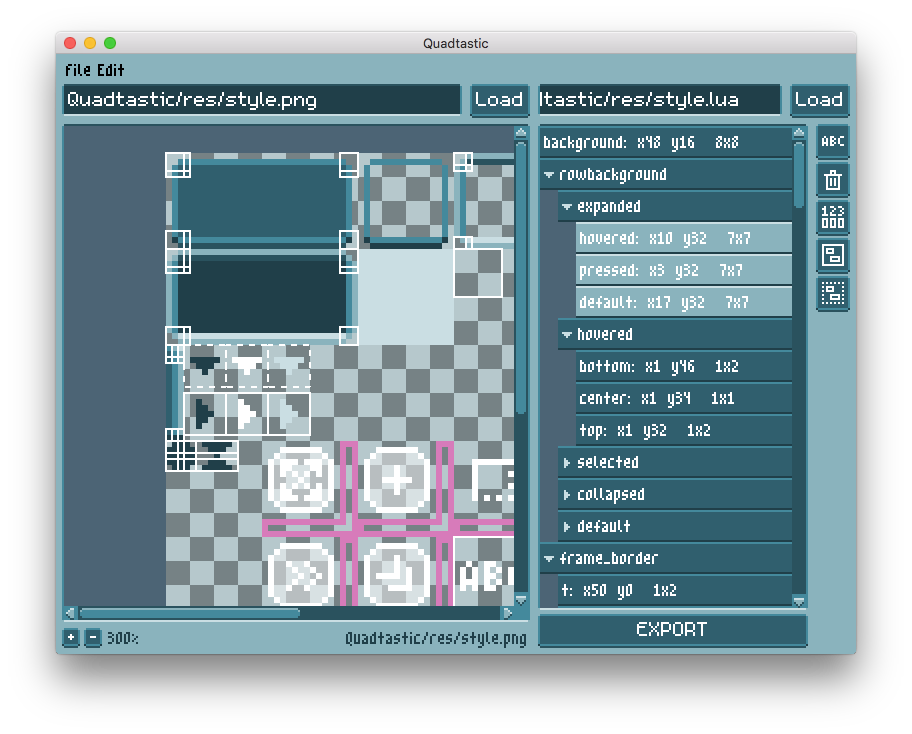 Quadtastic
File Edit
Quadtastic/res/style.png Load ltastic/res/style.lua Load
background: x48 y16 8x8
rowbackground
expanded
hovered: x10 y32 7x7
pressed: x3 y32 7x7
default: x17 y32 7x7
hovered
bottom: x1 y46 1x2
center: x1 y34 1x1
top: x1 y32 1x2
selected
collapsed
default
frame_border
t: x50 y0 1x2
ABC
123
EXPORT
+ - 300% Quadtastic/res/style.png